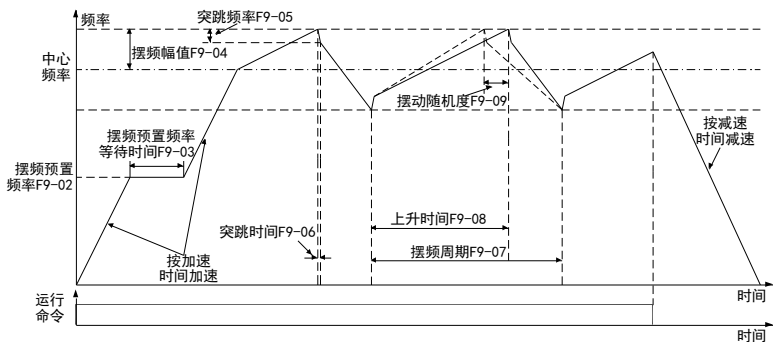 频率
突跳频率F9-05
摆频幅值F9-04
中心
频率
摆动随机度F9-09
摆频预置频率
等待时间F9-03
按减速
时间减速
摆频预置
频率F9-02
上升时间F9-08
突跳时间F9-06
摆频周期F9-07
按加速
时间加速
时间
运行
命令
时间